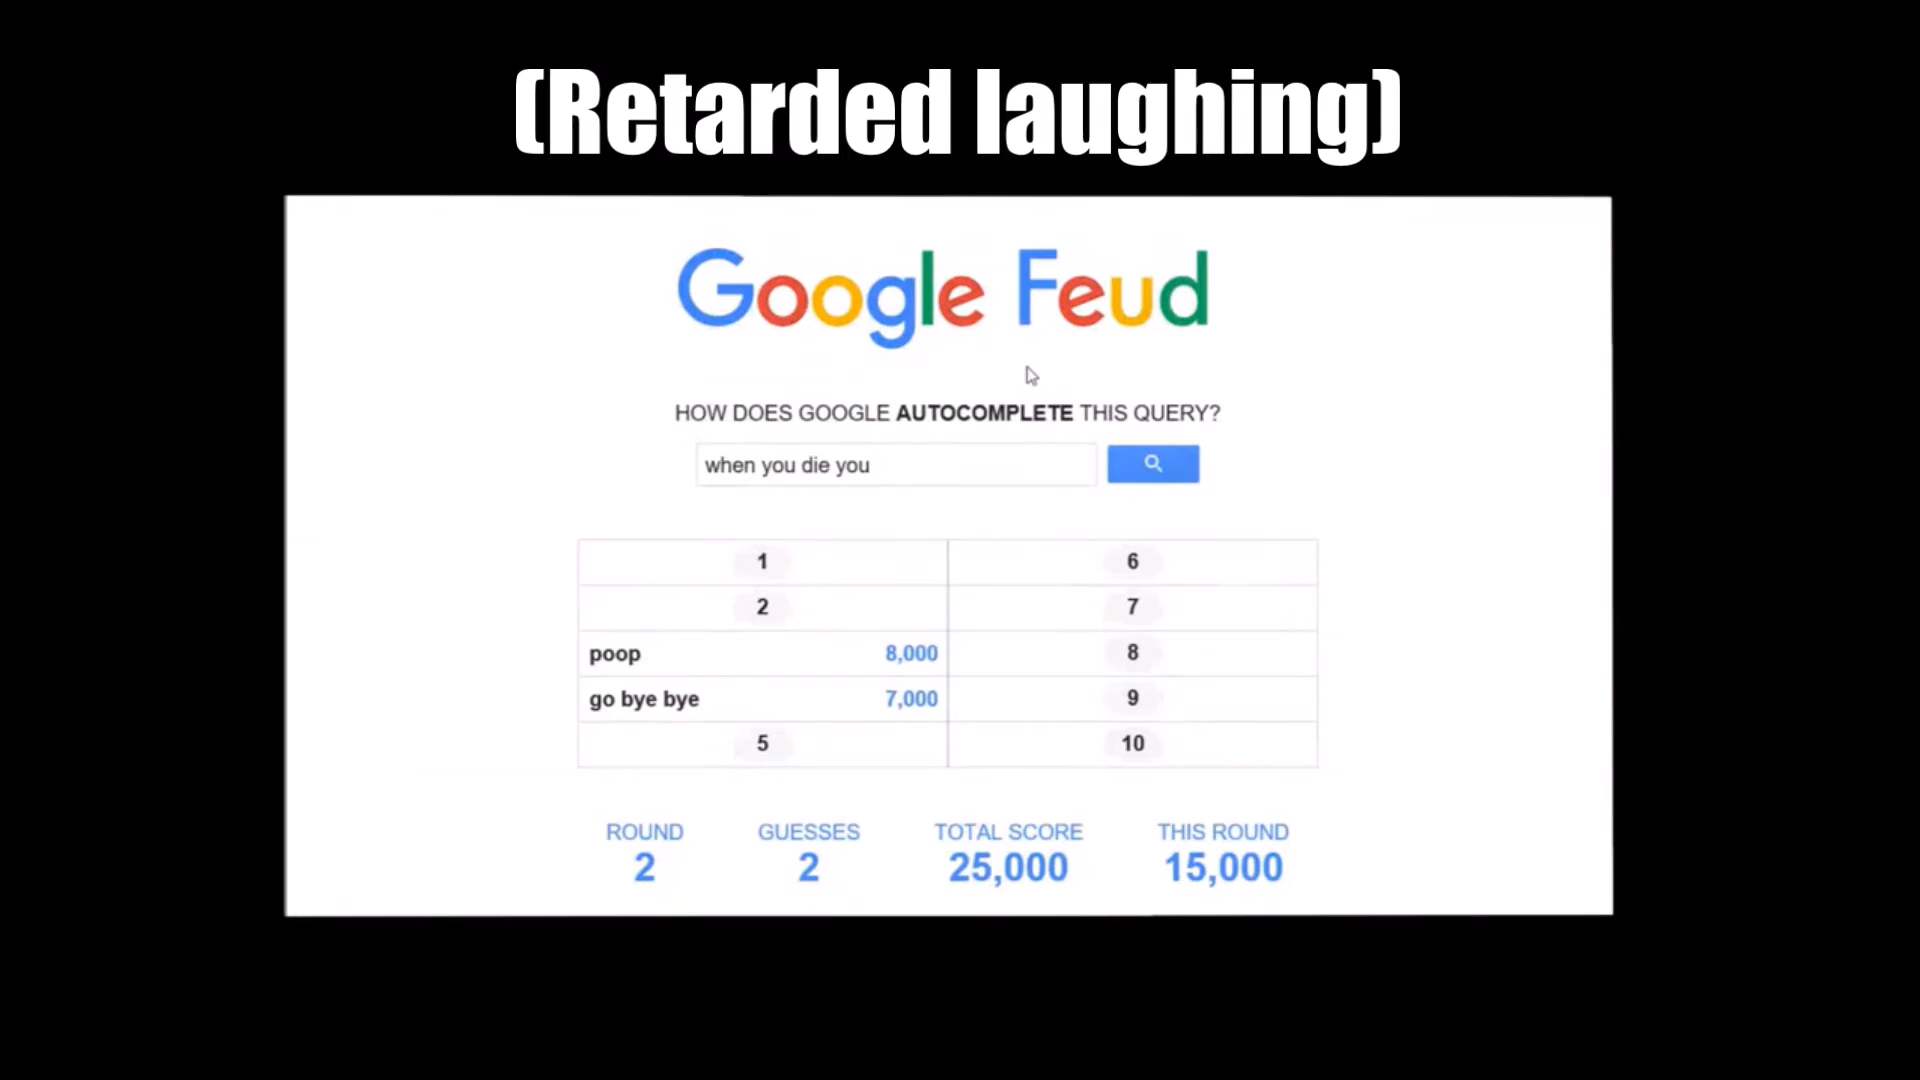 (Retarded laughing)
Google Feud
HOW DOES GOOGLE AUTOCOMPLETE THIS QUERY?
when you die you
1
2
poop 8,000
go bye bye 7,000
5
6
7
8
9
10
ROUND GUESSES TOTAL SCORE THIS ROUND
2 2 25,000 15,000